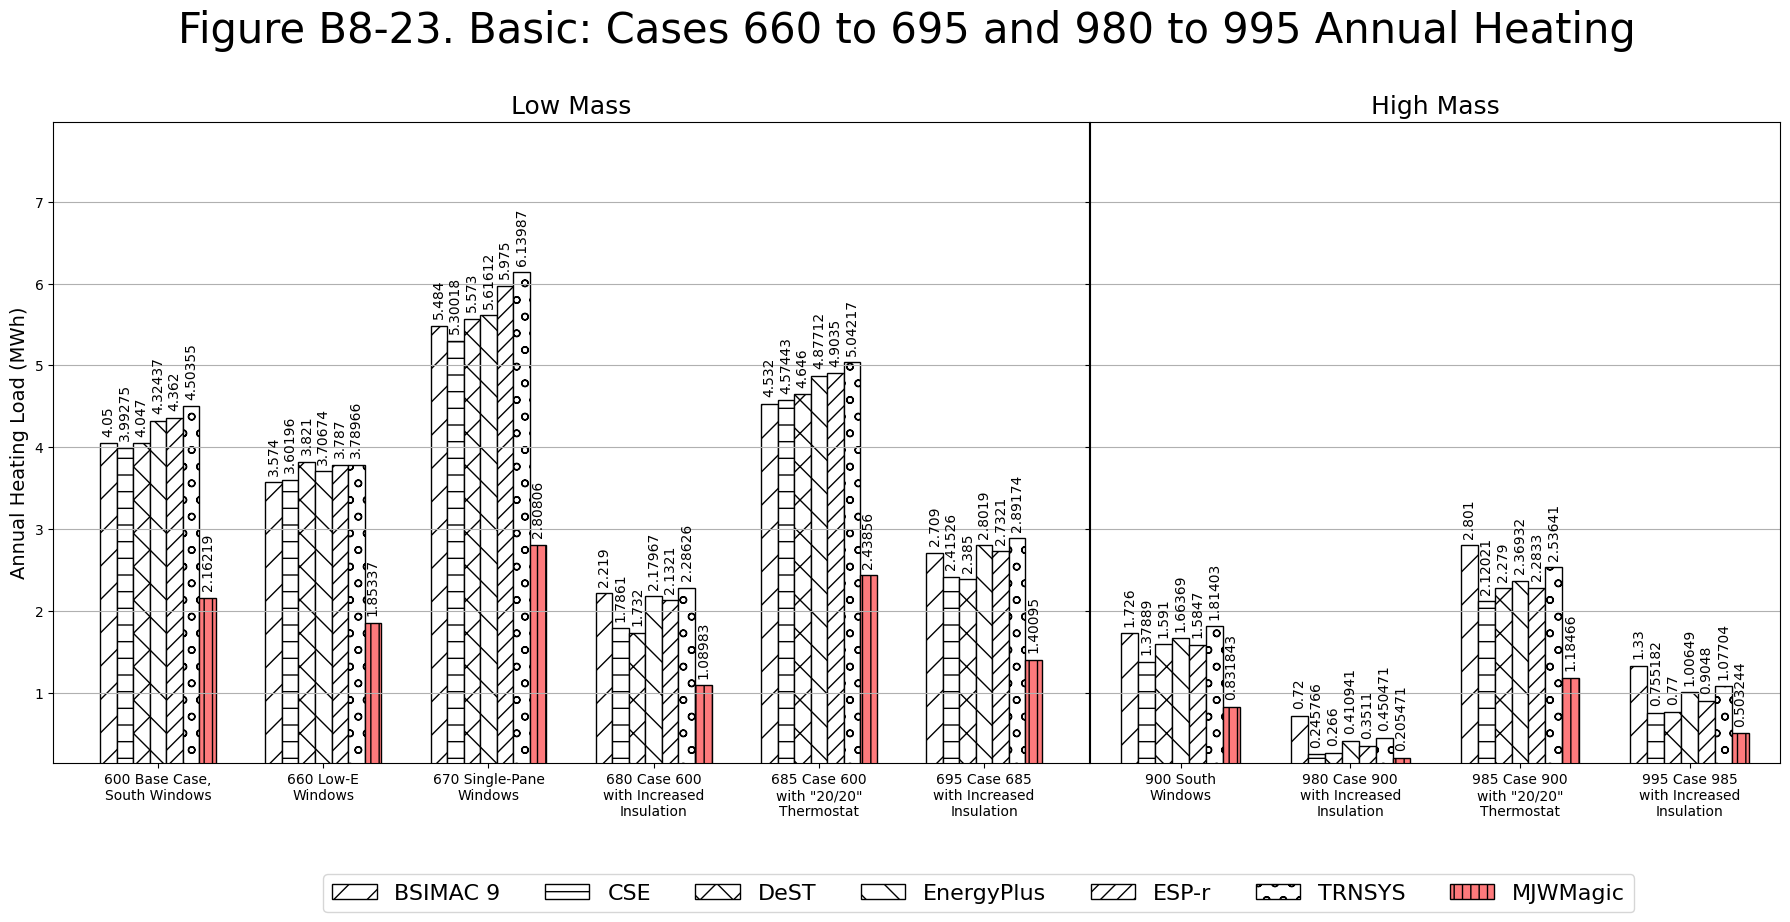 Figure B8-23. Basic: Cases 660 to 695 and 980 to 995 Annual Heating
Low Mass
High Mass
Annual Heating Load (MWh)
7
6
5
4
3
2
1
4.05
3.99275
4.047
4.32437
4.362
4.50355
2.16219
3.574
3.60196
3.821
3.70674
3.787
3.78966
1.85337
5.484
5.30018
5.573
5.61612
5.975
6.13987
2.80806
2.219
1.7861
1.732
2.17967
2.1321
2.28626
1.08983
4.532
4.57443
4.646
4.87712
4.9035
5.04217
2.43856
2.709
2.41526
2.385
2.8019
2.7321
2.89174
1.40095
1.726
1.37889
1.591
1.66369
1.5847
1.81403
0.831843
0.72
0.245766
0.266
0.410941
0.3511
0.450471
0.205471
2.801
2.12021
2.279
2.36932
2.2833
2.53641
1.18466
1.33
0.755182
0.77
1.00649
0.9048
1.07704
0.503244
600 Base Case,
South Windows
660 Low-E
Windows
670 Single-Pane
Windows
680 Case 600
with Increased
Insulation
685 Case 600
with "20/20"
Thermostat
695 Case 685
with Increased
Insulation
900 South
Windows
980 Case 900
with Increased
Insulation
985 Case 900
with "20/20"
Thermostat
995 Case 985
with Increased
Insulation
BSIMAC 9
CSE
DeST
EnergyPlus
ESP-r
TRNSYS
MJWMagic